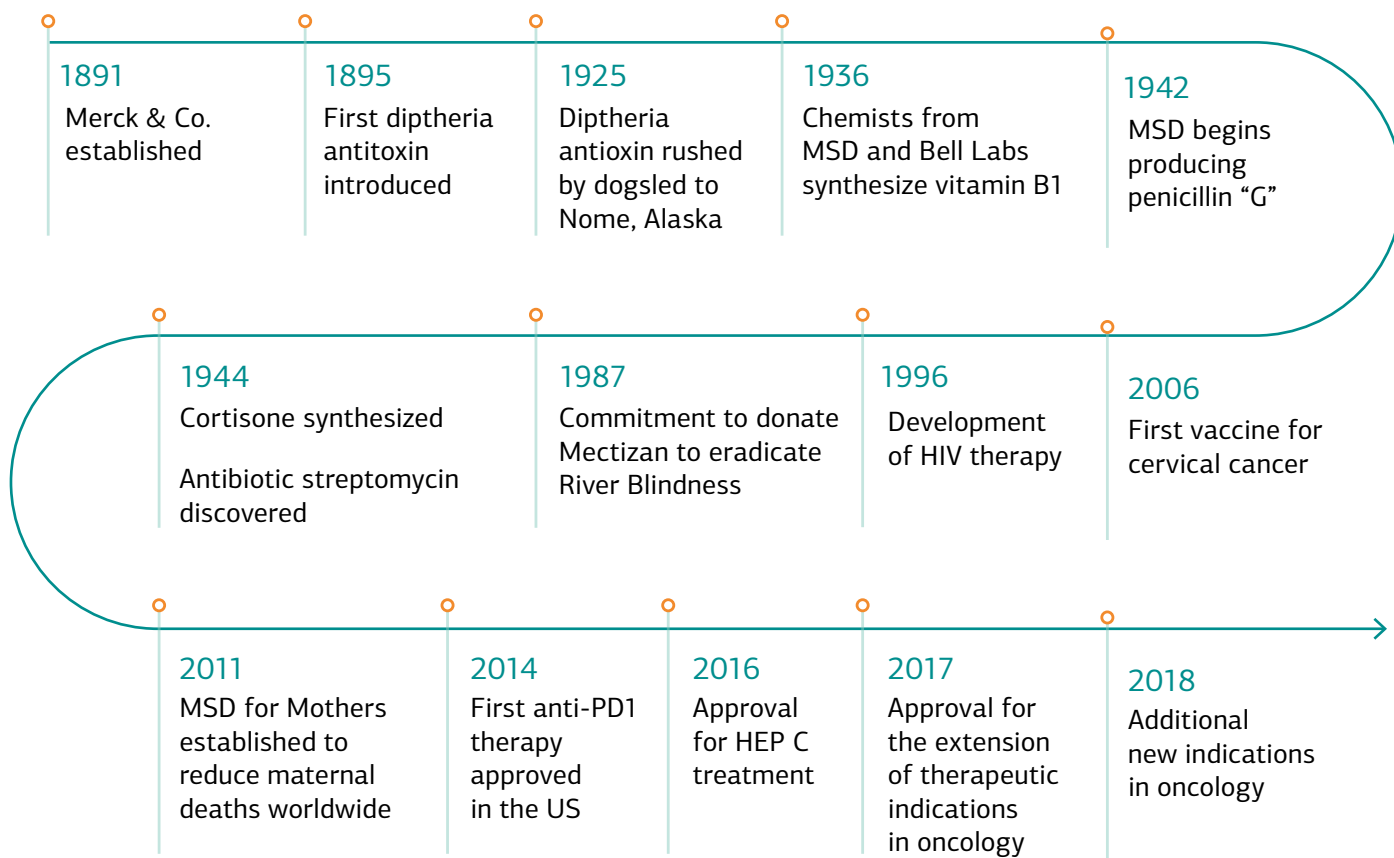 1891
Merck & Co.
established
1895
First diptheria
antitoxin
introduced
1925
Diptheria
antioxin rushed
by dogsled to
Nome, Alaska
1936
Chemists from
MSD and Bell Labs
synthesize vitamin B1
1942
MSD begins
producing
penicillin “G”
1944
Cortisone synthesized
Antibiotic streptomycin
discovered
1987
Commitment to donate
Mectizan to eradicate
River Blindness
1996
Development
of HIV therapy
2006
First vaccine for
cervical cancer
2011
MSD for Mothers
established to
reduce maternal
deaths worldwide
2014
First anti-PD1
therapy
approved
in the US
2016
Approval
for HEP C
treatment
2017
Approval for
the extension
of therapeutic
indications
in oncology
2018
Additional
new indications
in oncology